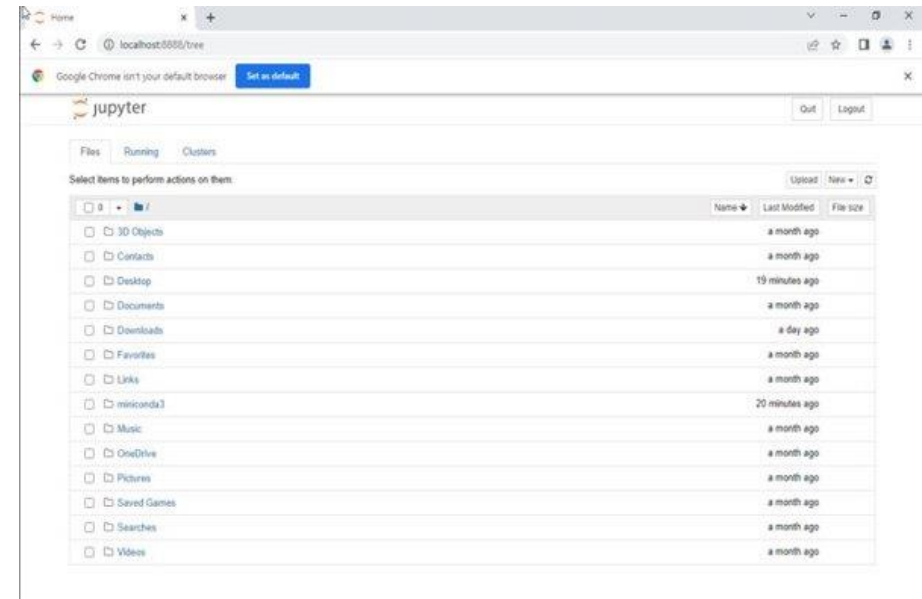 Home
localhost:8888/tree
Google Chrome isn't your default browser Set as default
jupyter Quit Logout
Files Running Clusters
Select items to perform actions on them. Upload New
0 / Name Last Modified File size
3D Objects a month ago
Contacts a month ago
Desktop 19 minutes ago
Documents a month ago
Downloads a day ago
Favorites a month ago
Links a month ago
miniconda3 20 minutes ago
Music a month ago
OneDrive a month ago
Pictures a month ago
Saved Games a month ago
Searches a month ago
Videos a month ago